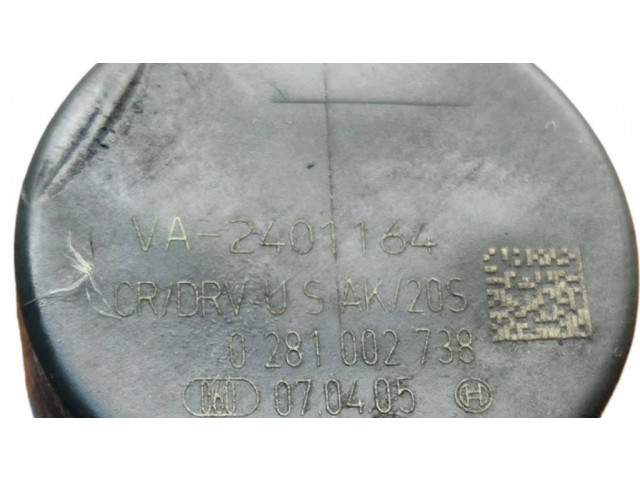 VA-2401164
CR/DRV-U S AK/20S
0 281 002 738
07.04.05 H